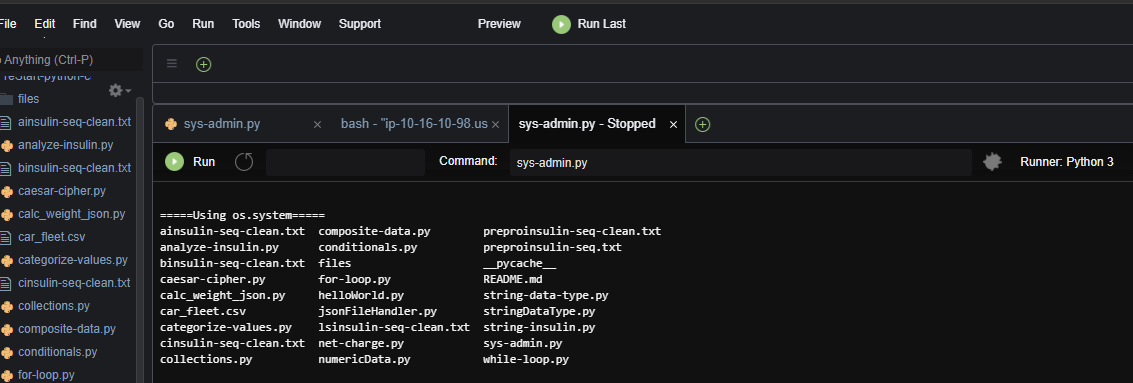 File Edit Find View Go Run Tools Window Support Preview Run Last
Anything (Ctrl-P)
reStart-python-c
files
ainsulin-seq-clean.txt
analyze-insulin.py
binsulin-seq-clean.txt
caesar-cipher.py
calc_weight_json.py
car_fleet.csv
categorize-values.py
cinsulin-seq-clean.txt
collections.py
composite-data.py
conditionals.py
for-loop.py
sys-admin.py × bash - "ip-10-16-10-98.us × sys-admin.py - Stopped ×
Run Command: sys-admin.py Runner: Python 3
=====Using os.system=====
ainsulin-seq-clean.txt composite-data.py preproinsulin-seq-clean.txt
analyze-insulin.py conditionals.py preproinsulin-seq.txt
binsulin-seq-clean.txt files __pycache__
caesar-cipher.py for-loop.py README.md
calc_weight_json.py helloWorld.py string-data-type.py
car_fleet.csv jsonFileHandler.py stringDataType.py
categorize-values.py lsinsulin-seq-clean.txt string-insulin.py
cinsulin-seq-clean.txt net-charge.py sys-admin.py
collections.py numericData.py while-loop.py